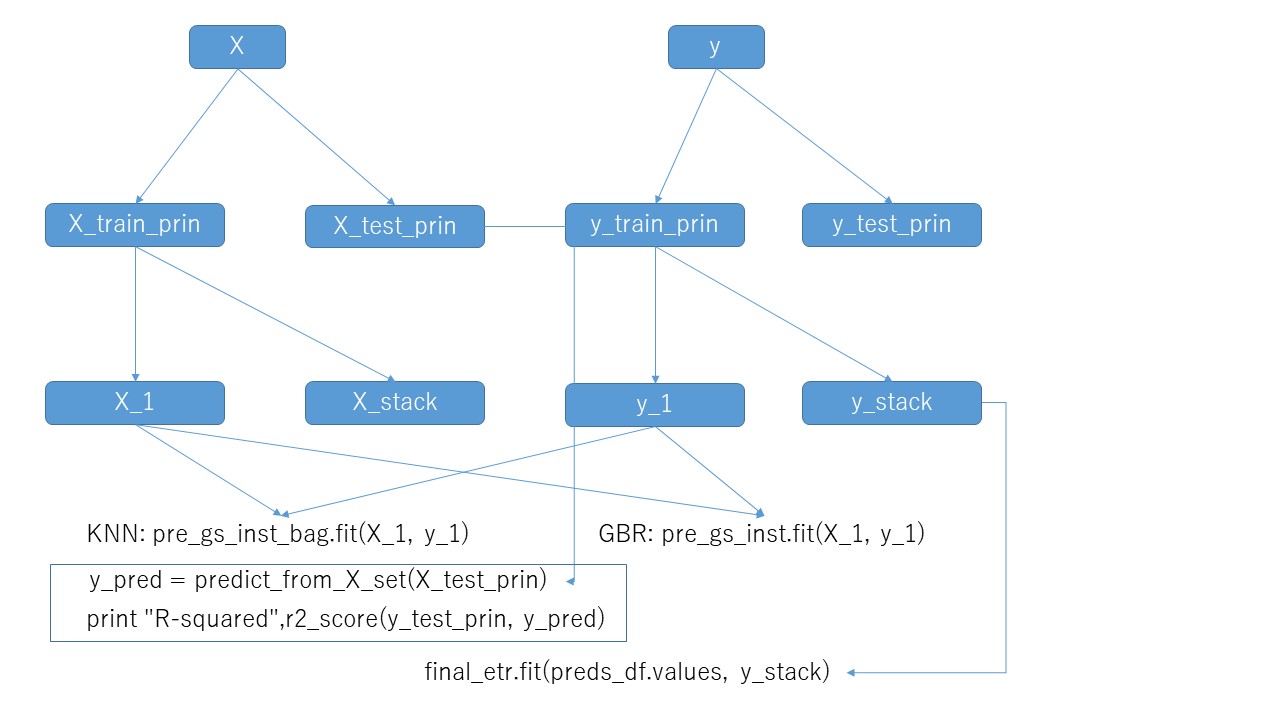 X
y
X_train_prin
X_test_prin
y_train_prin
y_test_prin
X_1
X_stack
y_1
y_stack
KNN: pre_gs_inst_bag.fit(X_1, y_1)
GBR: pre_gs_inst.fit(X_1, y_1)
y_pred = predict_from_X_set(X_test_prin)
print "R-squared",r2_score(y_test_prin, y_pred)
final_etr.fit(preds_df.values, y_stack)